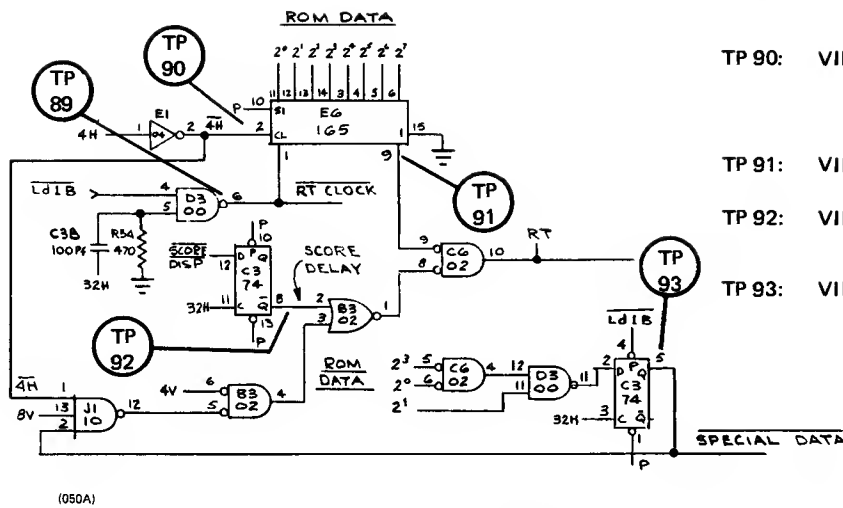 ROM DATA
2⁰ 2¹ 2² 2³ 2⁴ 2⁵ 2⁶ 2⁷
TP 90
TP 89
TP 90: VII
11 12 13 14 3 4 5 6
P 10 SI
E6
165
E1
4H 1 04 2 4H 2 CL
I 15
1
9
TP 91: VII
LdIB 4
D3
00
6
RT CLOCK
5
TP 91
TP 92: VII
C38
100Pf
R34
470
P
10
9
C6
02
10
RT
SCORE DISP
12
D P Q
C3
74
SCORE DELAY
8
TP 93
TP 93: VII
32H
32H 11 C Q 8
2
B3
02
1
3
13
P
LdIB
4
TP 92
ROM DATA
2³ 5
C6
02
4 12
D3
00
11 2
D P Q 5
C3
74
2⁰ 6
11
2¹
4H
1
4V 6
B3
02
4
5
32H 3 C Q
8V 13
J1
10
12
2
1
P
SPECIAL DATA
(050A)